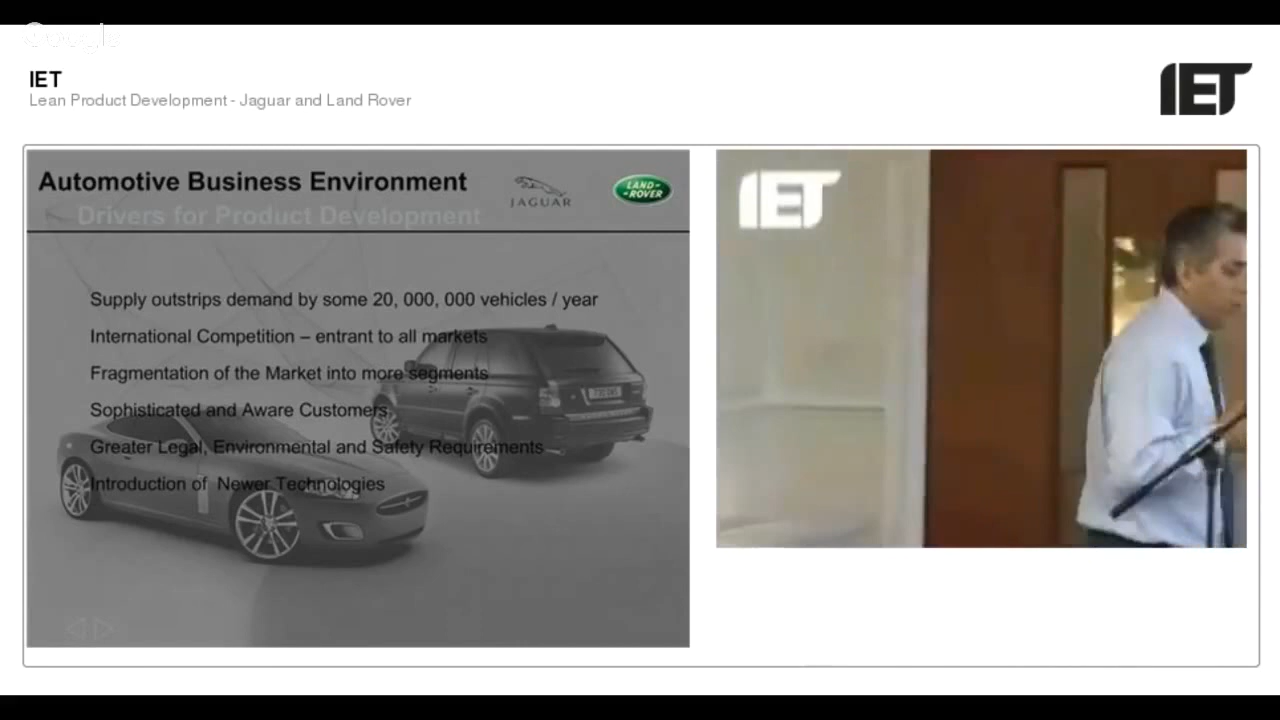 Google
IET
Lean Product Development - Jaguar and Land Rover
IET
Automotive Business Environment
Drivers for Product Development
JAGUAR
LAND-
-ROVER
IET
Supply outstrips demand by some 20, 000, 000 vehicles / year
International Competition – entrant to all markets
Fragmentation of the Market into more segments
Sophisticated and Aware Customers
Greater Legal, Environmental and Safety Requirements
Introduction of Newer Technologies